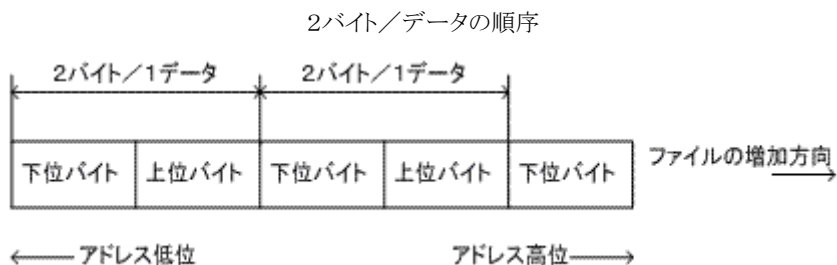 2バイト／データの順序
2バイト／1データ 2バイト／1データ
下位バイト 上位バイト 下位バイト 上位バイト 下位バイト ファイルの増加方向
アドレス低位 アドレス高位